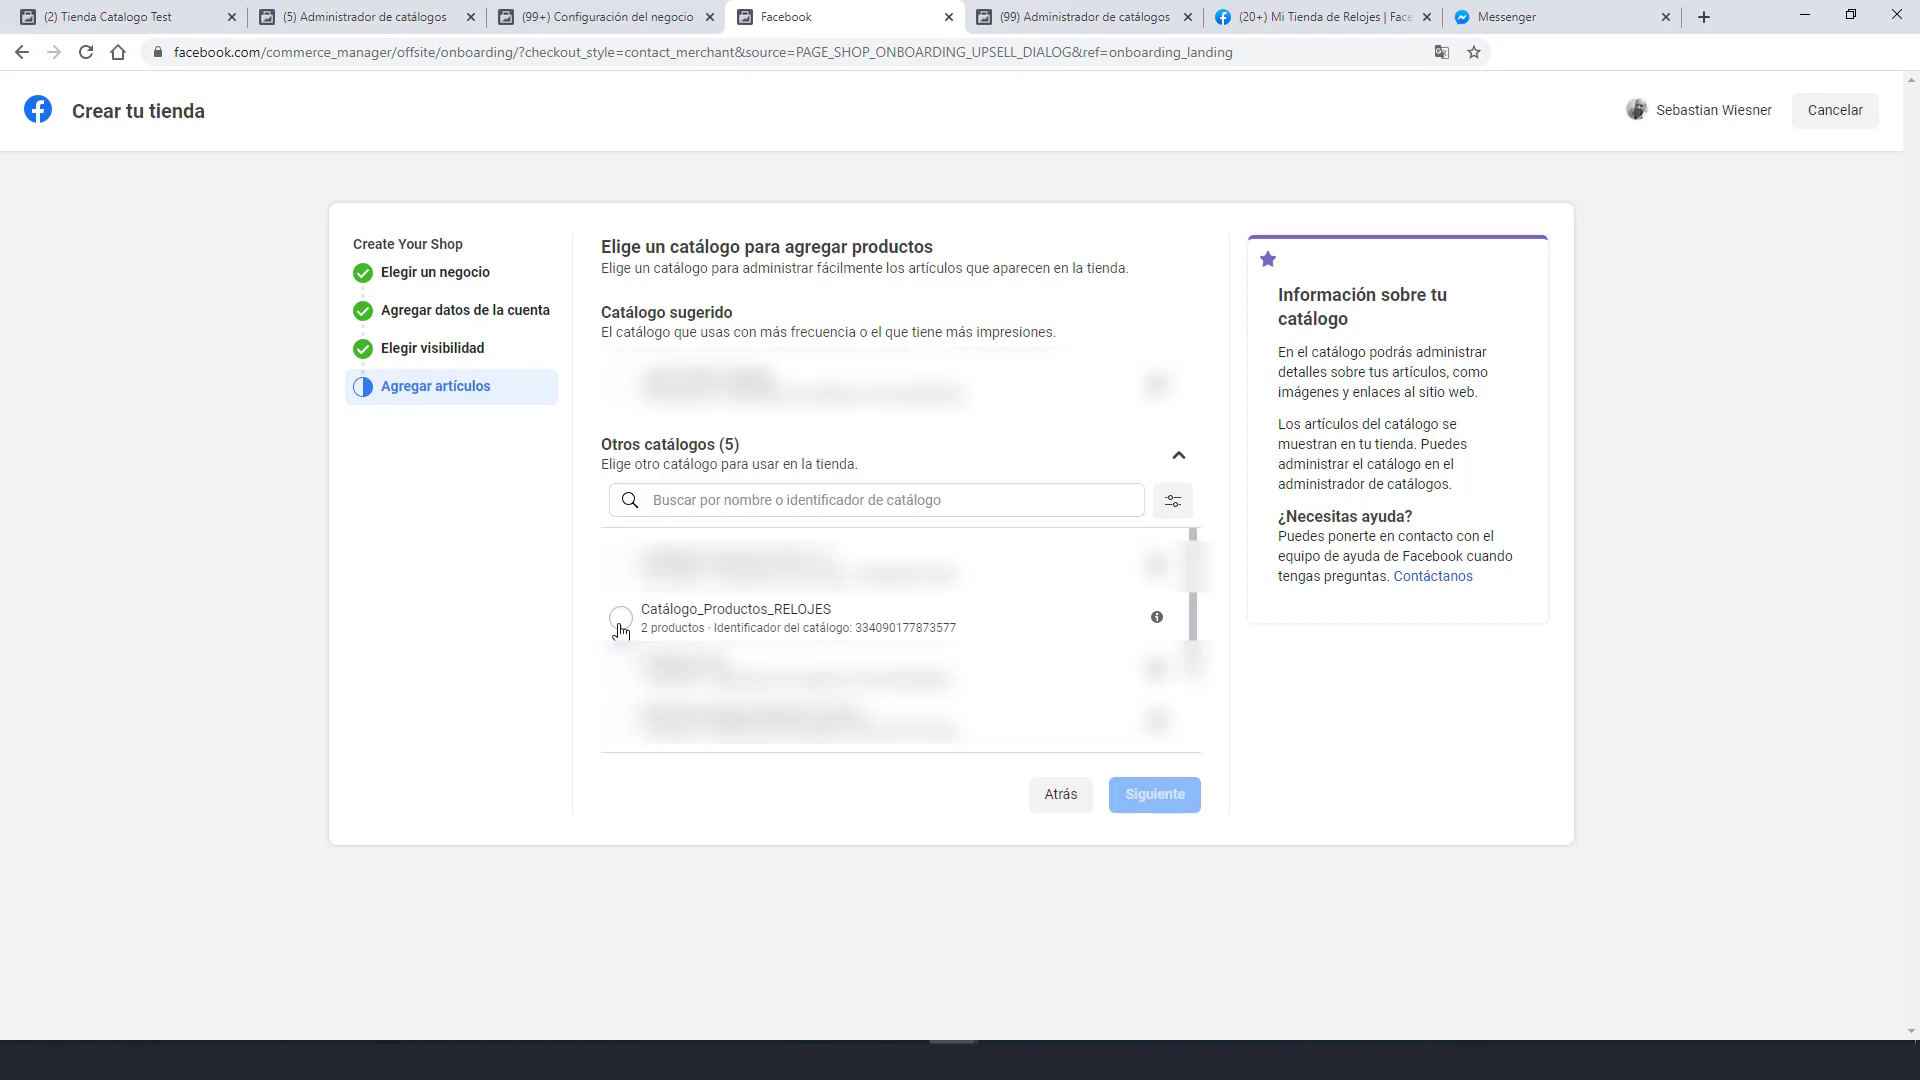 (2) Tienda Catalogo Test
(5) Administrador de catálogos
(99+) Configuración del negocio
Facebook
(99) Administrador de catálogos
(20+) Mi Tienda de Relojes | Face
Messenger
facebook.com/commerce_manager/offsite/onboarding/?checkout_style=contact_merchant&source=PAGE_SHOP_ONBOARDING_UPSELL_DIALOG&ref=onboarding_landing
Crear tu tienda
Sebastian Wiesner
Cancelar
Create Your Shop
Elegir un negocio
Agregar datos de la cuenta
Elegir visibilidad
Agregar artículos
Elige un catálogo para agregar productos
Elige un catálogo para administrar fácilmente los artículos que aparecen en la tienda.
Catálogo sugerido
El catálogo que usas con más frecuencia o el que tiene más impresiones.
Otros catálogos (5)
Elige otro catálogo para usar en la tienda.
Buscar por nombre o identificador de catálogo
Catálogo_Productos_RELOJES
2 productos · Identificador del catálogo: 334090177873577
Atrás
Siguiente
Información sobre tu
catálogo
En el catálogo podrás administrar
detalles sobre tus artículos, como
imágenes y enlaces al sitio web.
Los artículos del catálogo se
muestran en tu tienda. Puedes
administrar el catálogo en el
administrador de catálogos.
¿Necesitas ayuda?
Puedes ponerte en contacto con el
equipo de ayuda de Facebook cuando
tengas preguntas. Contáctanos